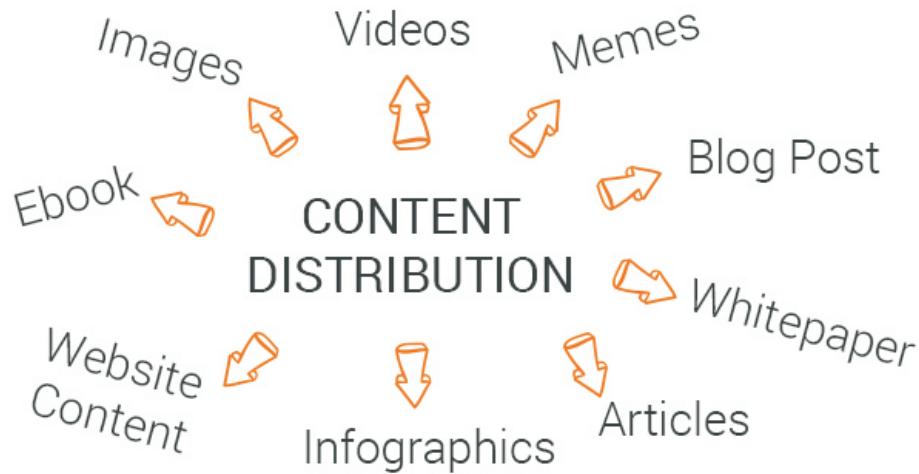 Images
Videos
Memes
Ebook
CONTENT
DISTRIBUTION
Blog Post
Whitepaper
Website
Content
Infographics
Articles